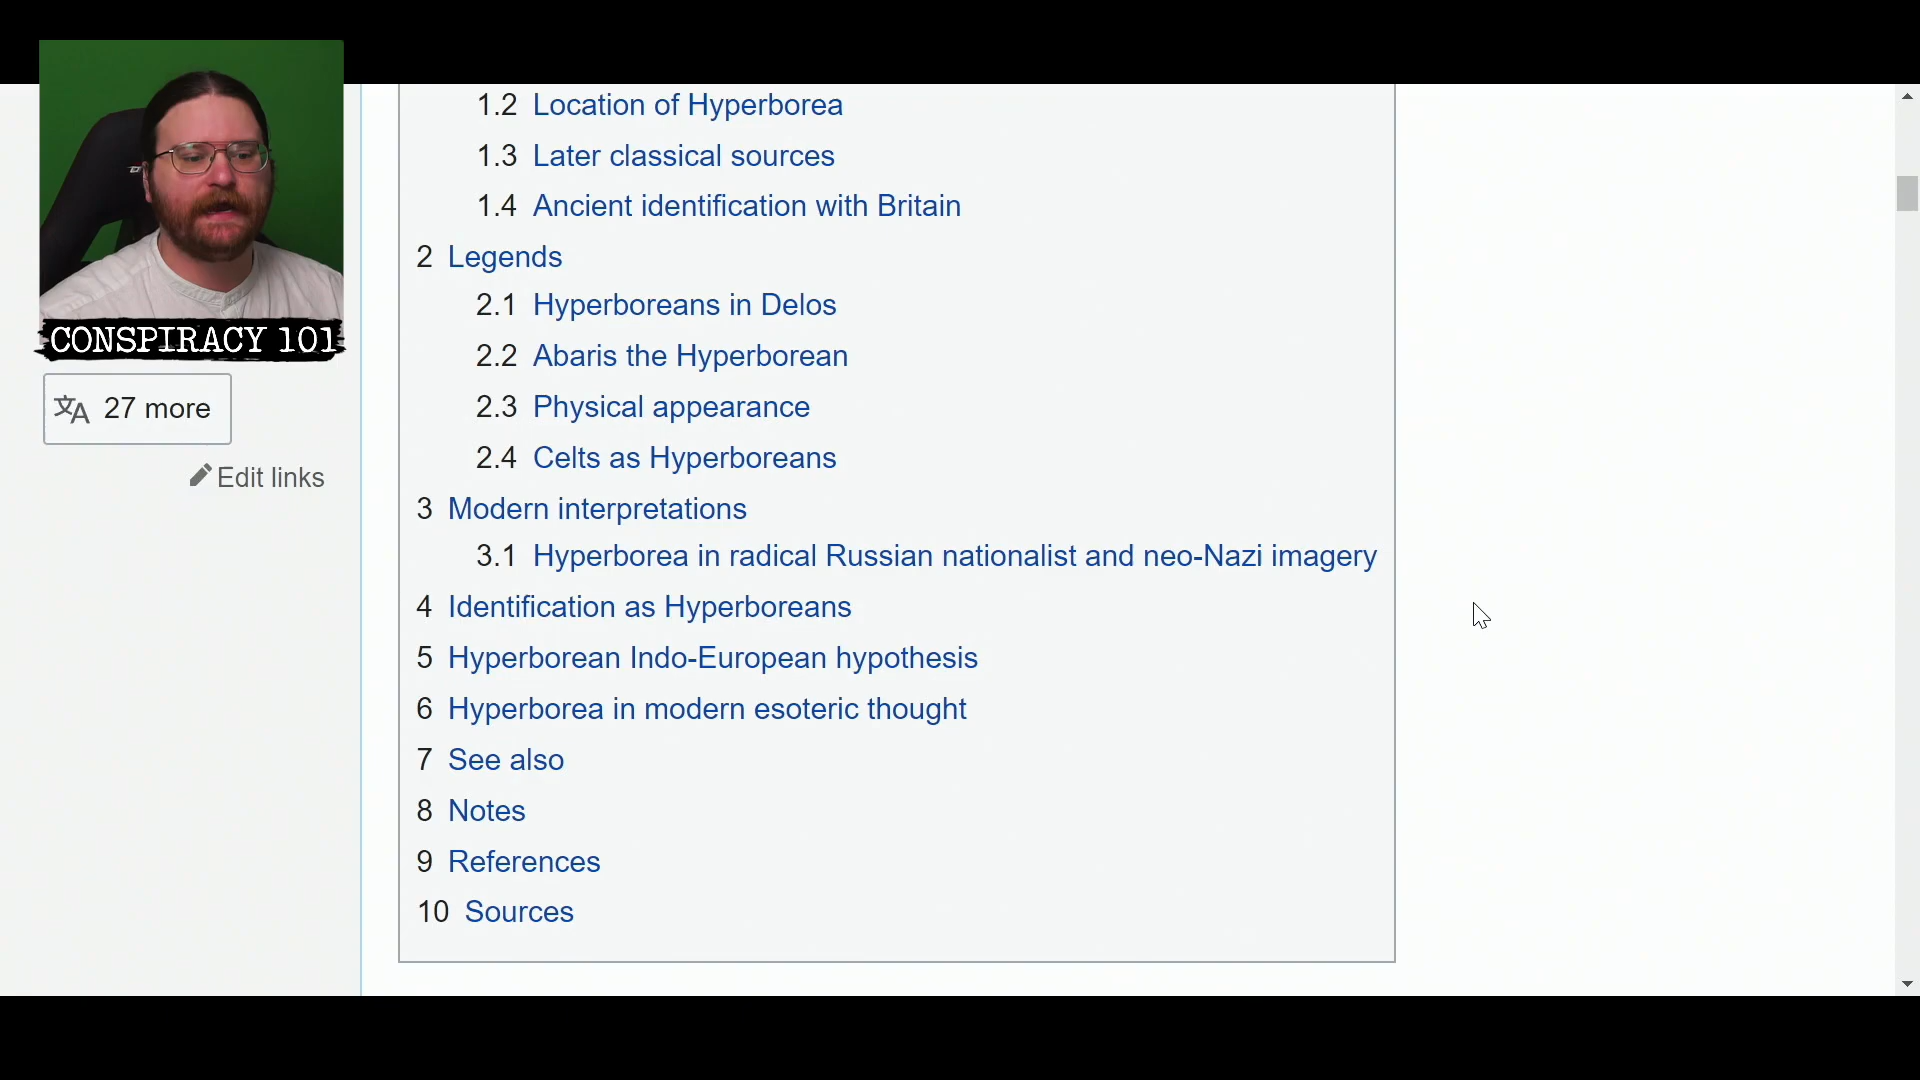 CONSPIRACY 101
27 more
Edit links
1.2 Location of Hyperborea
1.3 Later classical sources
1.4 Ancient identification with Britain
2 Legends
2.1 Hyperboreans in Delos
2.2 Abaris the Hyperborean
2.3 Physical appearance
2.4 Celts as Hyperboreans
3 Modern interpretations
3.1 Hyperborea in radical Russian nationalist and neo-Nazi imagery
4 Identification as Hyperboreans
5 Hyperborean Indo-European hypothesis
6 Hyperborea in modern esoteric thought
7 See also
8 Notes
9 References
10 Sources